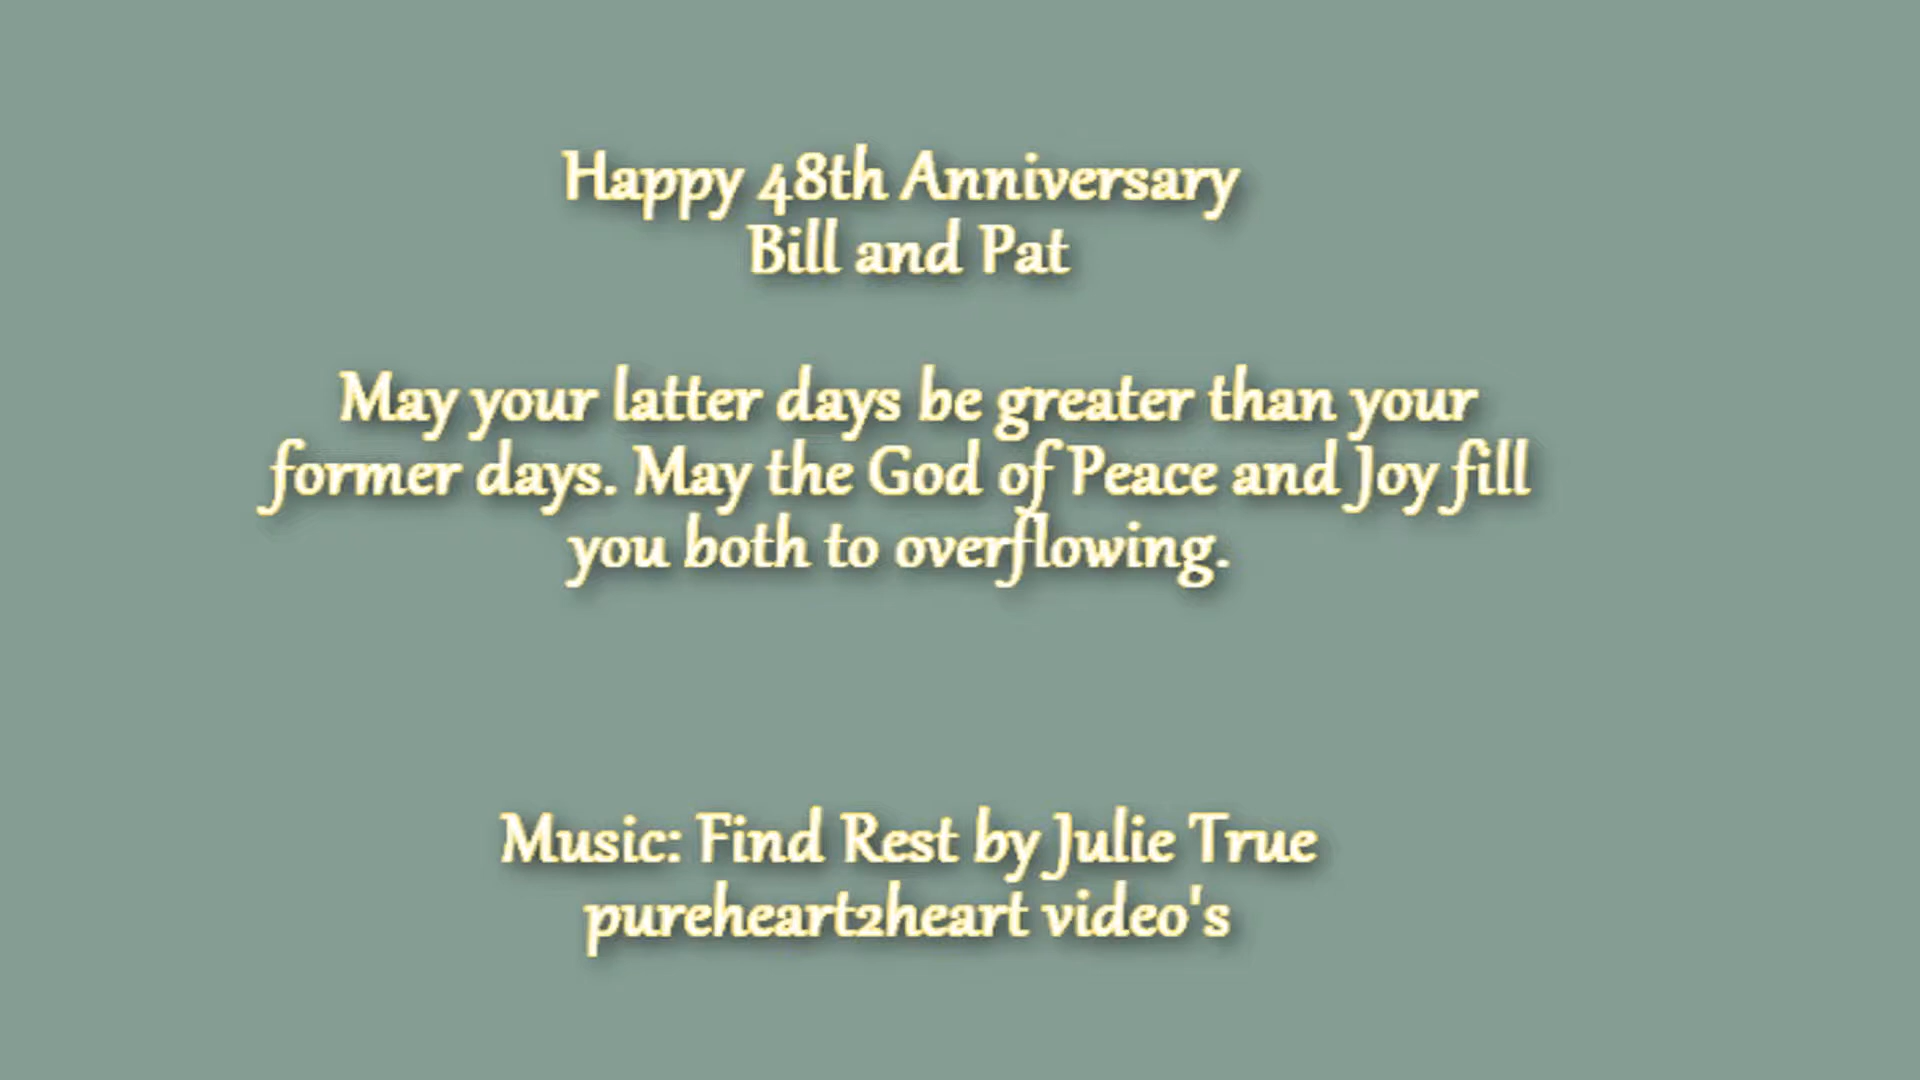 Happy 48th Anniversary
Bill and Pat
May your latter days be greater than your
former days. May the God of Peace and Joy fill
you both to overflowing.
Music: Find Rest by Julie True
pureheart2heart video's